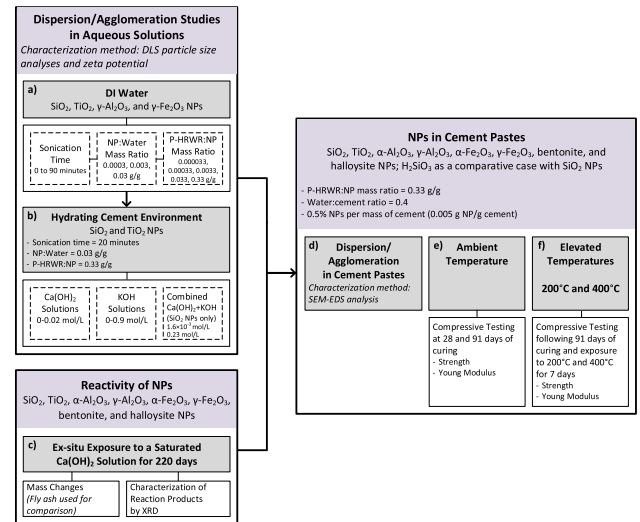 Dispersion/Agglomeration Studies
in Aqueous Solutions
Characterization method: DLS particle size
analyses and zeta potential
a)
DI Water
SiO₂, TiO₂, γ-Al₂O₃, and γ-Fe₂O₃ NPs
Sonication
Time
0 to 90 minutes
NP:Water
Mass Ratio
0.0003, 0.003,
0.03 g/g
P-HRWR:NP
Mass Ratio
0.000033,
0.00033, 0.0033,
0.033, 0.33 g/g
b)
Hydrating Cement Environment
SiO₂ and TiO₂ NPs
- Sonication time = 20 minutes
- NP:Water = 0.03 g/g
- P-HRWR:NP = 0.33 g/g
Ca(OH)₂
Solutions
0-0.02 mol/L
KOH
Solutions
0-0.9 mol/L
Combined
Ca(OH)₂+KOH
(SiO₂ NPs only)
1.6×10⁻³ mol/L
0.23 mol/L
Reactivity of NPs
SiO₂, TiO₂, α-Al₂O₃, γ-Al₂O₃, α-Fe₂O₃, γ-Fe₂O₃,
bentonite, and halloysite NPs
c)
Ex-situ Exposure to a Saturated
Ca(OH)₂ Solution for 220 days
Mass Changes
(Fly ash used for
comparison)
Characterization of
Reaction Products
by XRD
NPs in Cement Pastes
SiO₂, TiO₂, α-Al₂O₃, γ-Al₂O₃, α-Fe₂O₃, γ-Fe₂O₃, bentonite, and
halloysite NPs; H₂SiO₃ as a comparative case with SiO₂ NPs
- P-HRWR:NP mass ratio = 0.33 g/g
- Water:cement ratio = 0.4
- 0.5% NPs per mass of cement (0.005 g NP/g cement)
d)
Dispersion/
Agglomeration
in Cement Pastes
Characterization method:
SEM-EDS analysis
e)
Ambient
Temperature
Compressive Testing
at 28 and 91 days of
curing
- Strength
- Young Modulus
f)
Elevated
Temperatures
200°C and 400°C
Compressive Testing
following 91 days of
curing and exposure
to 200°C and 400°C
for 7 days
- Strength
- Young Modulus